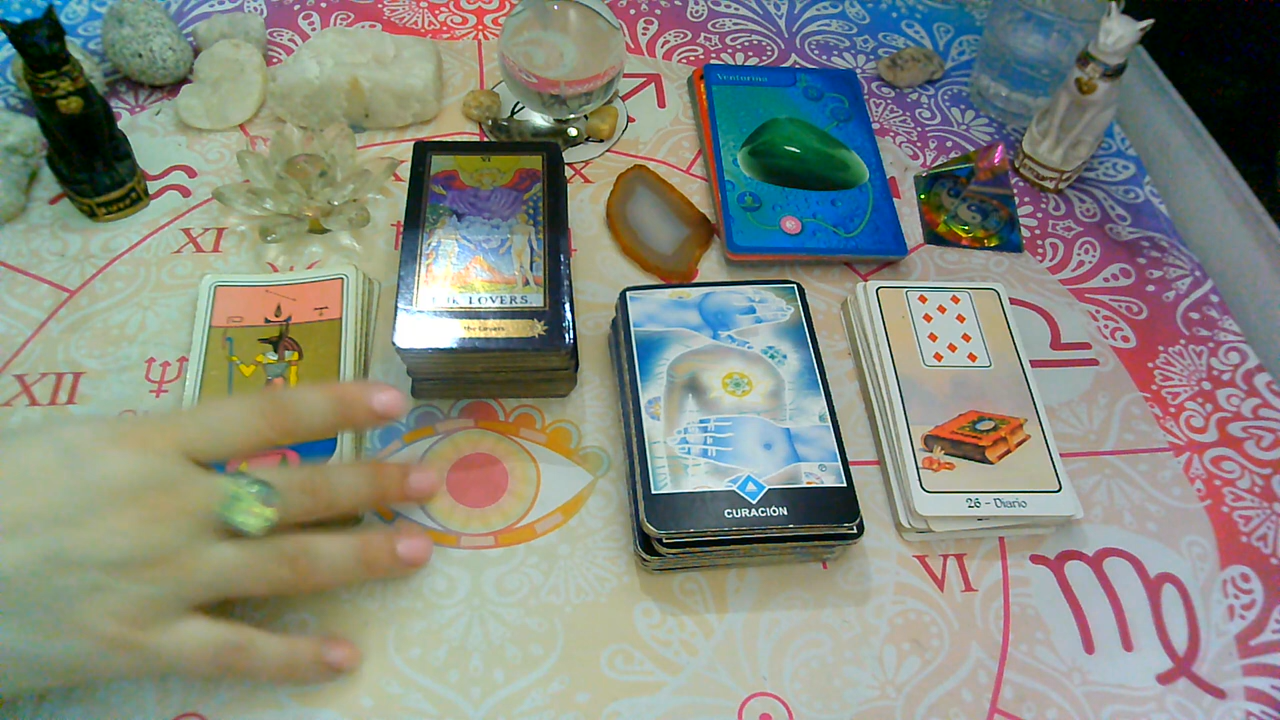 Venturina
VI
THE LOVERS.
the Lovers
XI
X
XII
CURACIÓN
26 - Diario
VI